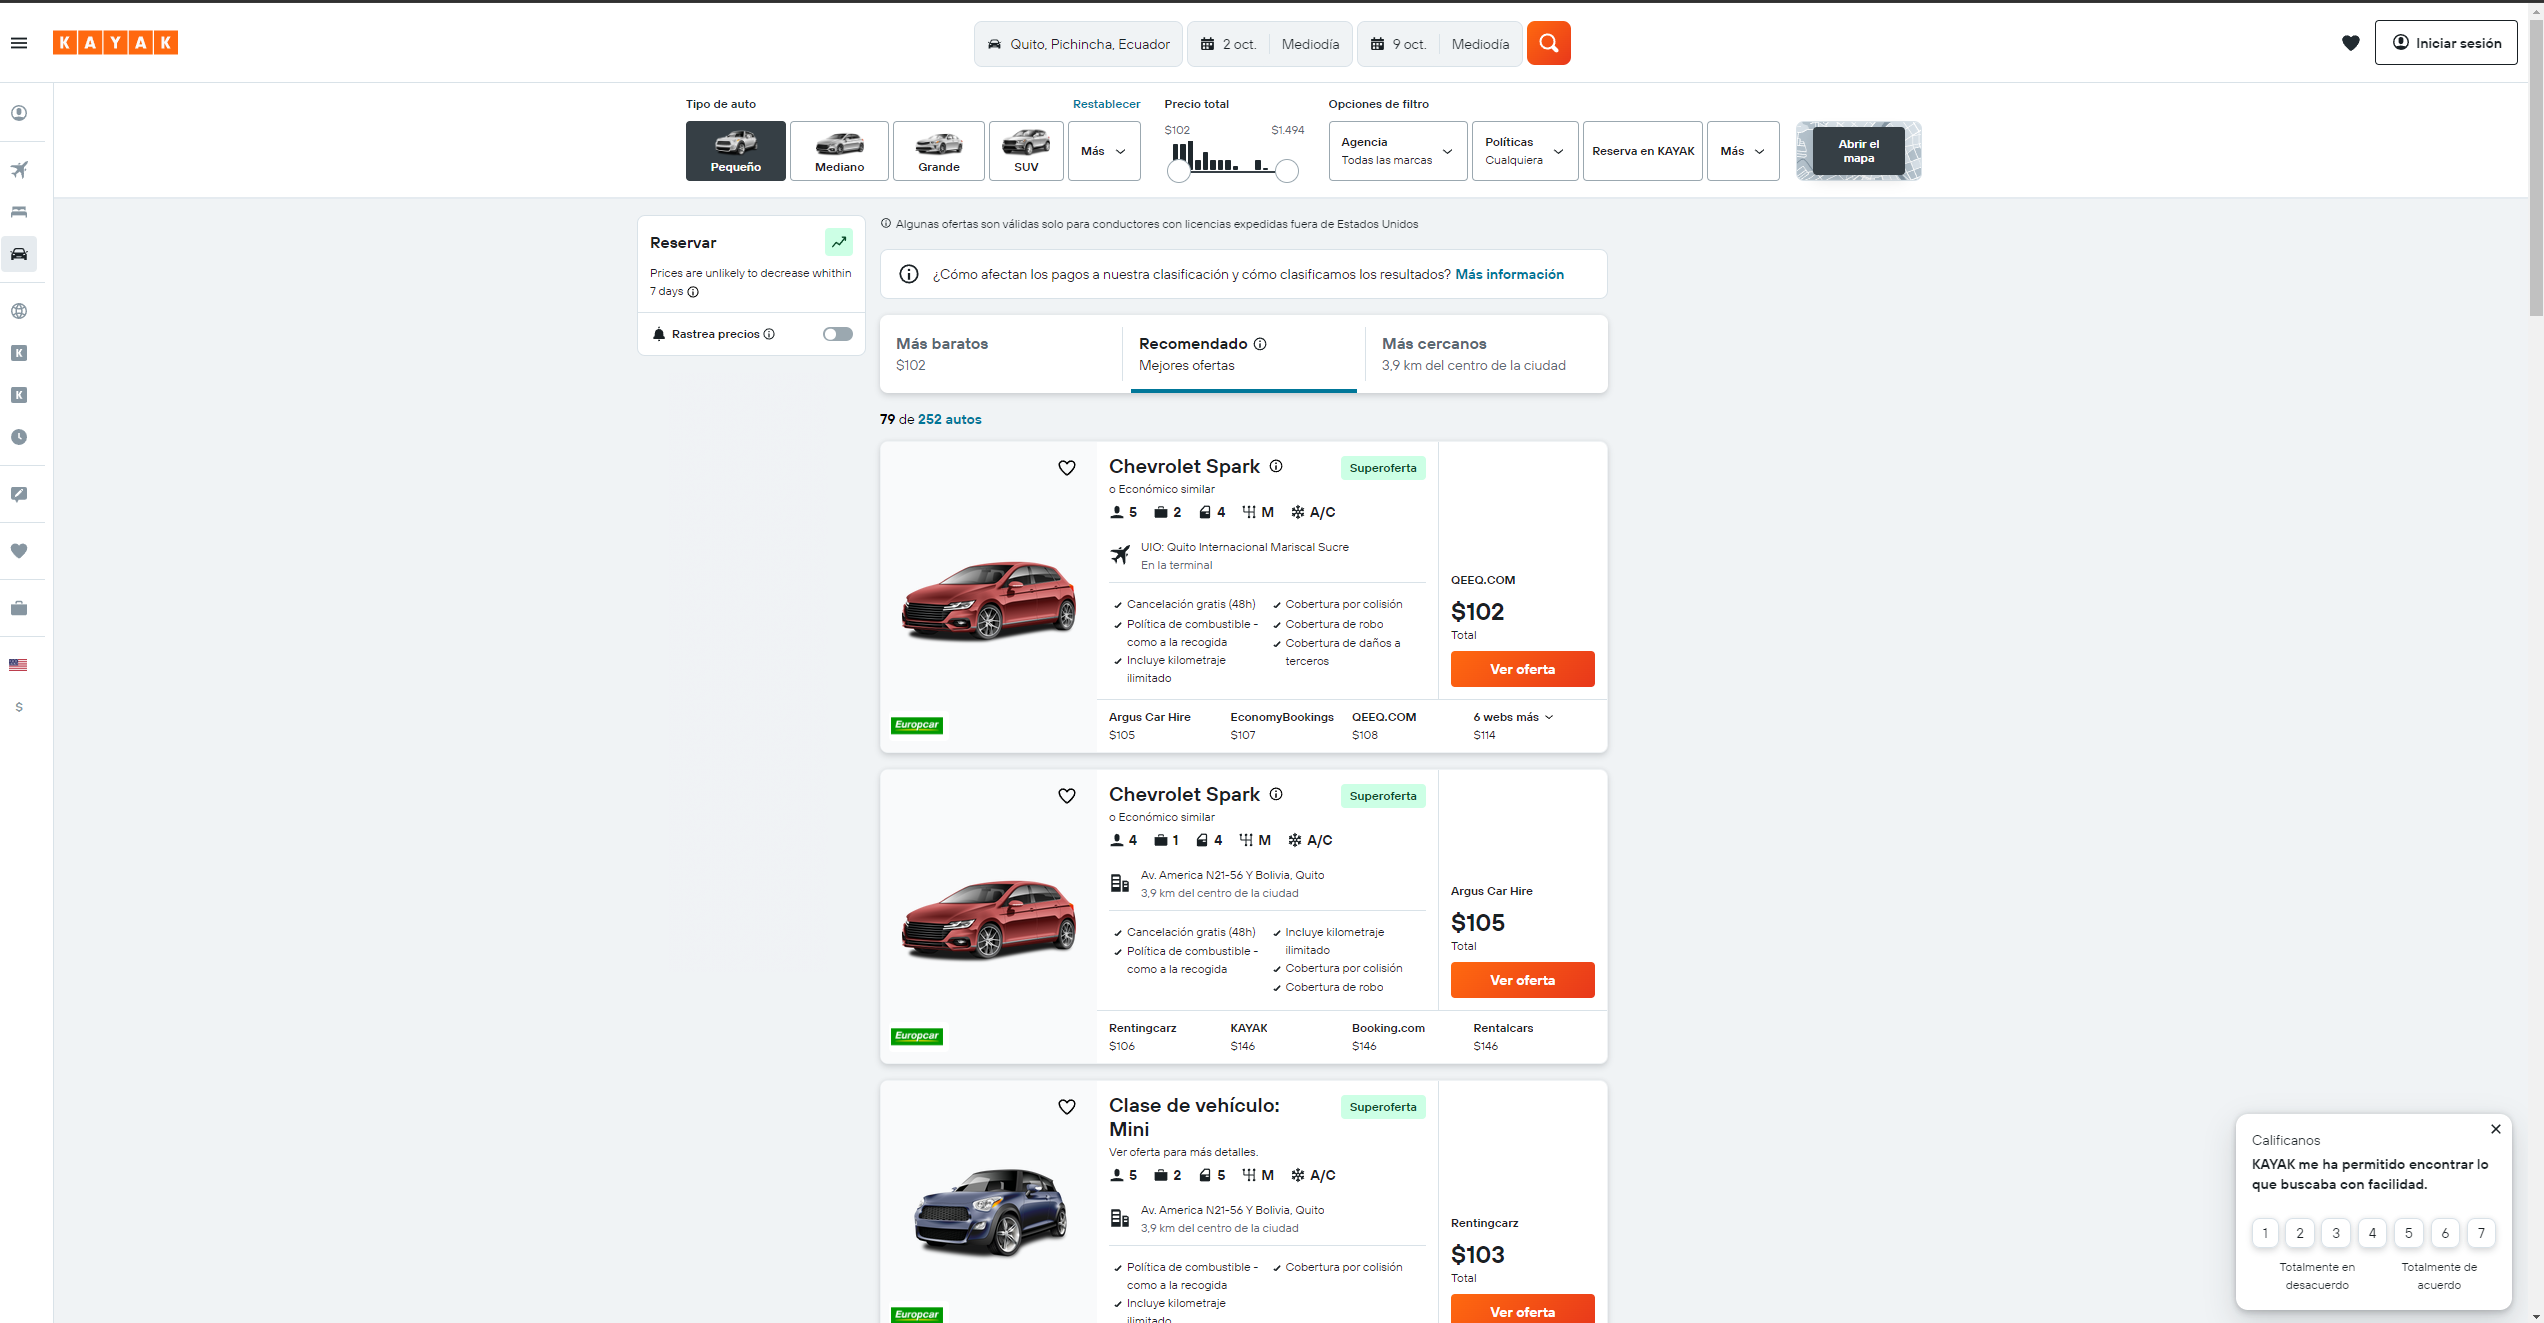 KAYAK
Quito, Pichincha, Ecuador
2 oct. Mediodía
9 oct. Mediodía
Iniciar sesión
Tipo de auto
Restablecer
Pequeño
Mediano
Grande
SUV
Más
Precio total
$102 $1.494
Opciones de filtro
Agencia
Todas las marcas
Políticas
Cualquiera
Reserva en KAYAK
Más
Abrir el
mapa
K
K
$
Reservar
Prices are unlikely to decrease whithin
7 days
Rastrea precios
Algunas ofertas son válidas solo para conductores con licencias expedidas fuera de Estados Unidos
¿Cómo afectan los pagos a nuestra clasificación y cómo clasificamos los resultados? Más información
Más baratos
$102
Recomendado
Mejores ofertas
Más cercanos
3,9 km del centro de la ciudad
79 de 252 autos
Chevrolet Spark
Superoferta
o Económico similar
5 2 4 M A/C
UIO: Quito Internacional Mariscal Sucre
En la terminal
Cancelación gratis (48h)
Política de combustible -
como a la recogida
Incluye kilometraje
ilimitado
Cobertura por colisión
Cobertura de robo
Cobertura de daños a
terceros
QEEQ.COM
$102
Total
Ver oferta
Europcar
Argus Car Hire
$105
EconomyBookings
$107
QEEQ.COM
$108
6 webs más
$114
Chevrolet Spark
Superoferta
o Económico similar
4 1 4 M A/C
Av. America N21-56 Y Bolivia, Quito
3,9 km del centro de la ciudad
Cancelación gratis (48h)
Política de combustible -
como a la recogida
Incluye kilometraje
ilimitado
Cobertura por colisión
Cobertura de robo
Argus Car Hire
$105
Total
Ver oferta
Europcar
Rentingcarz
$106
KAYAK
$146
Booking.com
$146
Rentalcars
$146
Clase de vehículo:
Mini
Superoferta
Ver oferta para más detalles.
5 2 5 M A/C
Av. America N21-56 Y Bolivia, Quito
3,9 km del centro de la ciudad
Política de combustible -
como a la recogida
Incluye kilometraje
ilimitado
Cobertura por colisión
Rentingcarz
$103
Total
Ver oferta
Europcar
Calificanos
KAYAK me ha permitido encontrar lo
que buscaba con facilidad.
1 2 3 4 5 6 7
Totalmente en
desacuerdo
Totalmente de
acuerdo